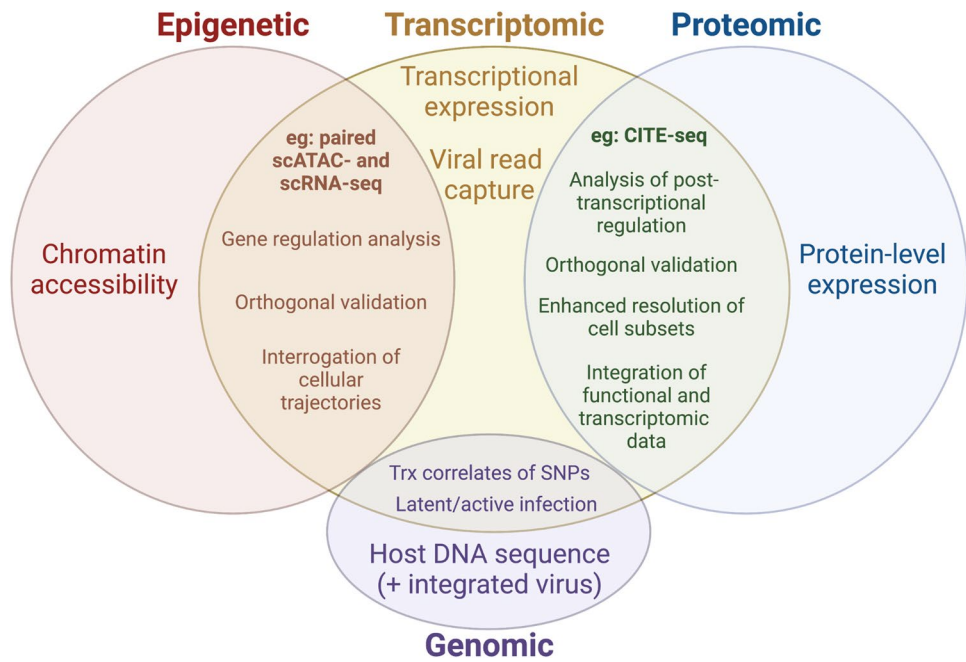 Epigenetic
Transcriptomic
Proteomic
Transcriptional
expression
Viral read
capture
eg: paired
scATAC- and
scRNA-seq
Gene regulation analysis
Orthogonal validation
Interrogation of
cellular
trajectories
Chromatin
accessibility
eg: CITE-seq
Analysis of post-
transcriptional
regulation
Orthogonal validation
Enhanced resolution of
cell subsets
Integration of
functional and
transcriptomic
data
Protein-level
expression
Trx correlates of SNPs
Latent/active infection
Host DNA sequence
(+ integrated virus)
Genomic